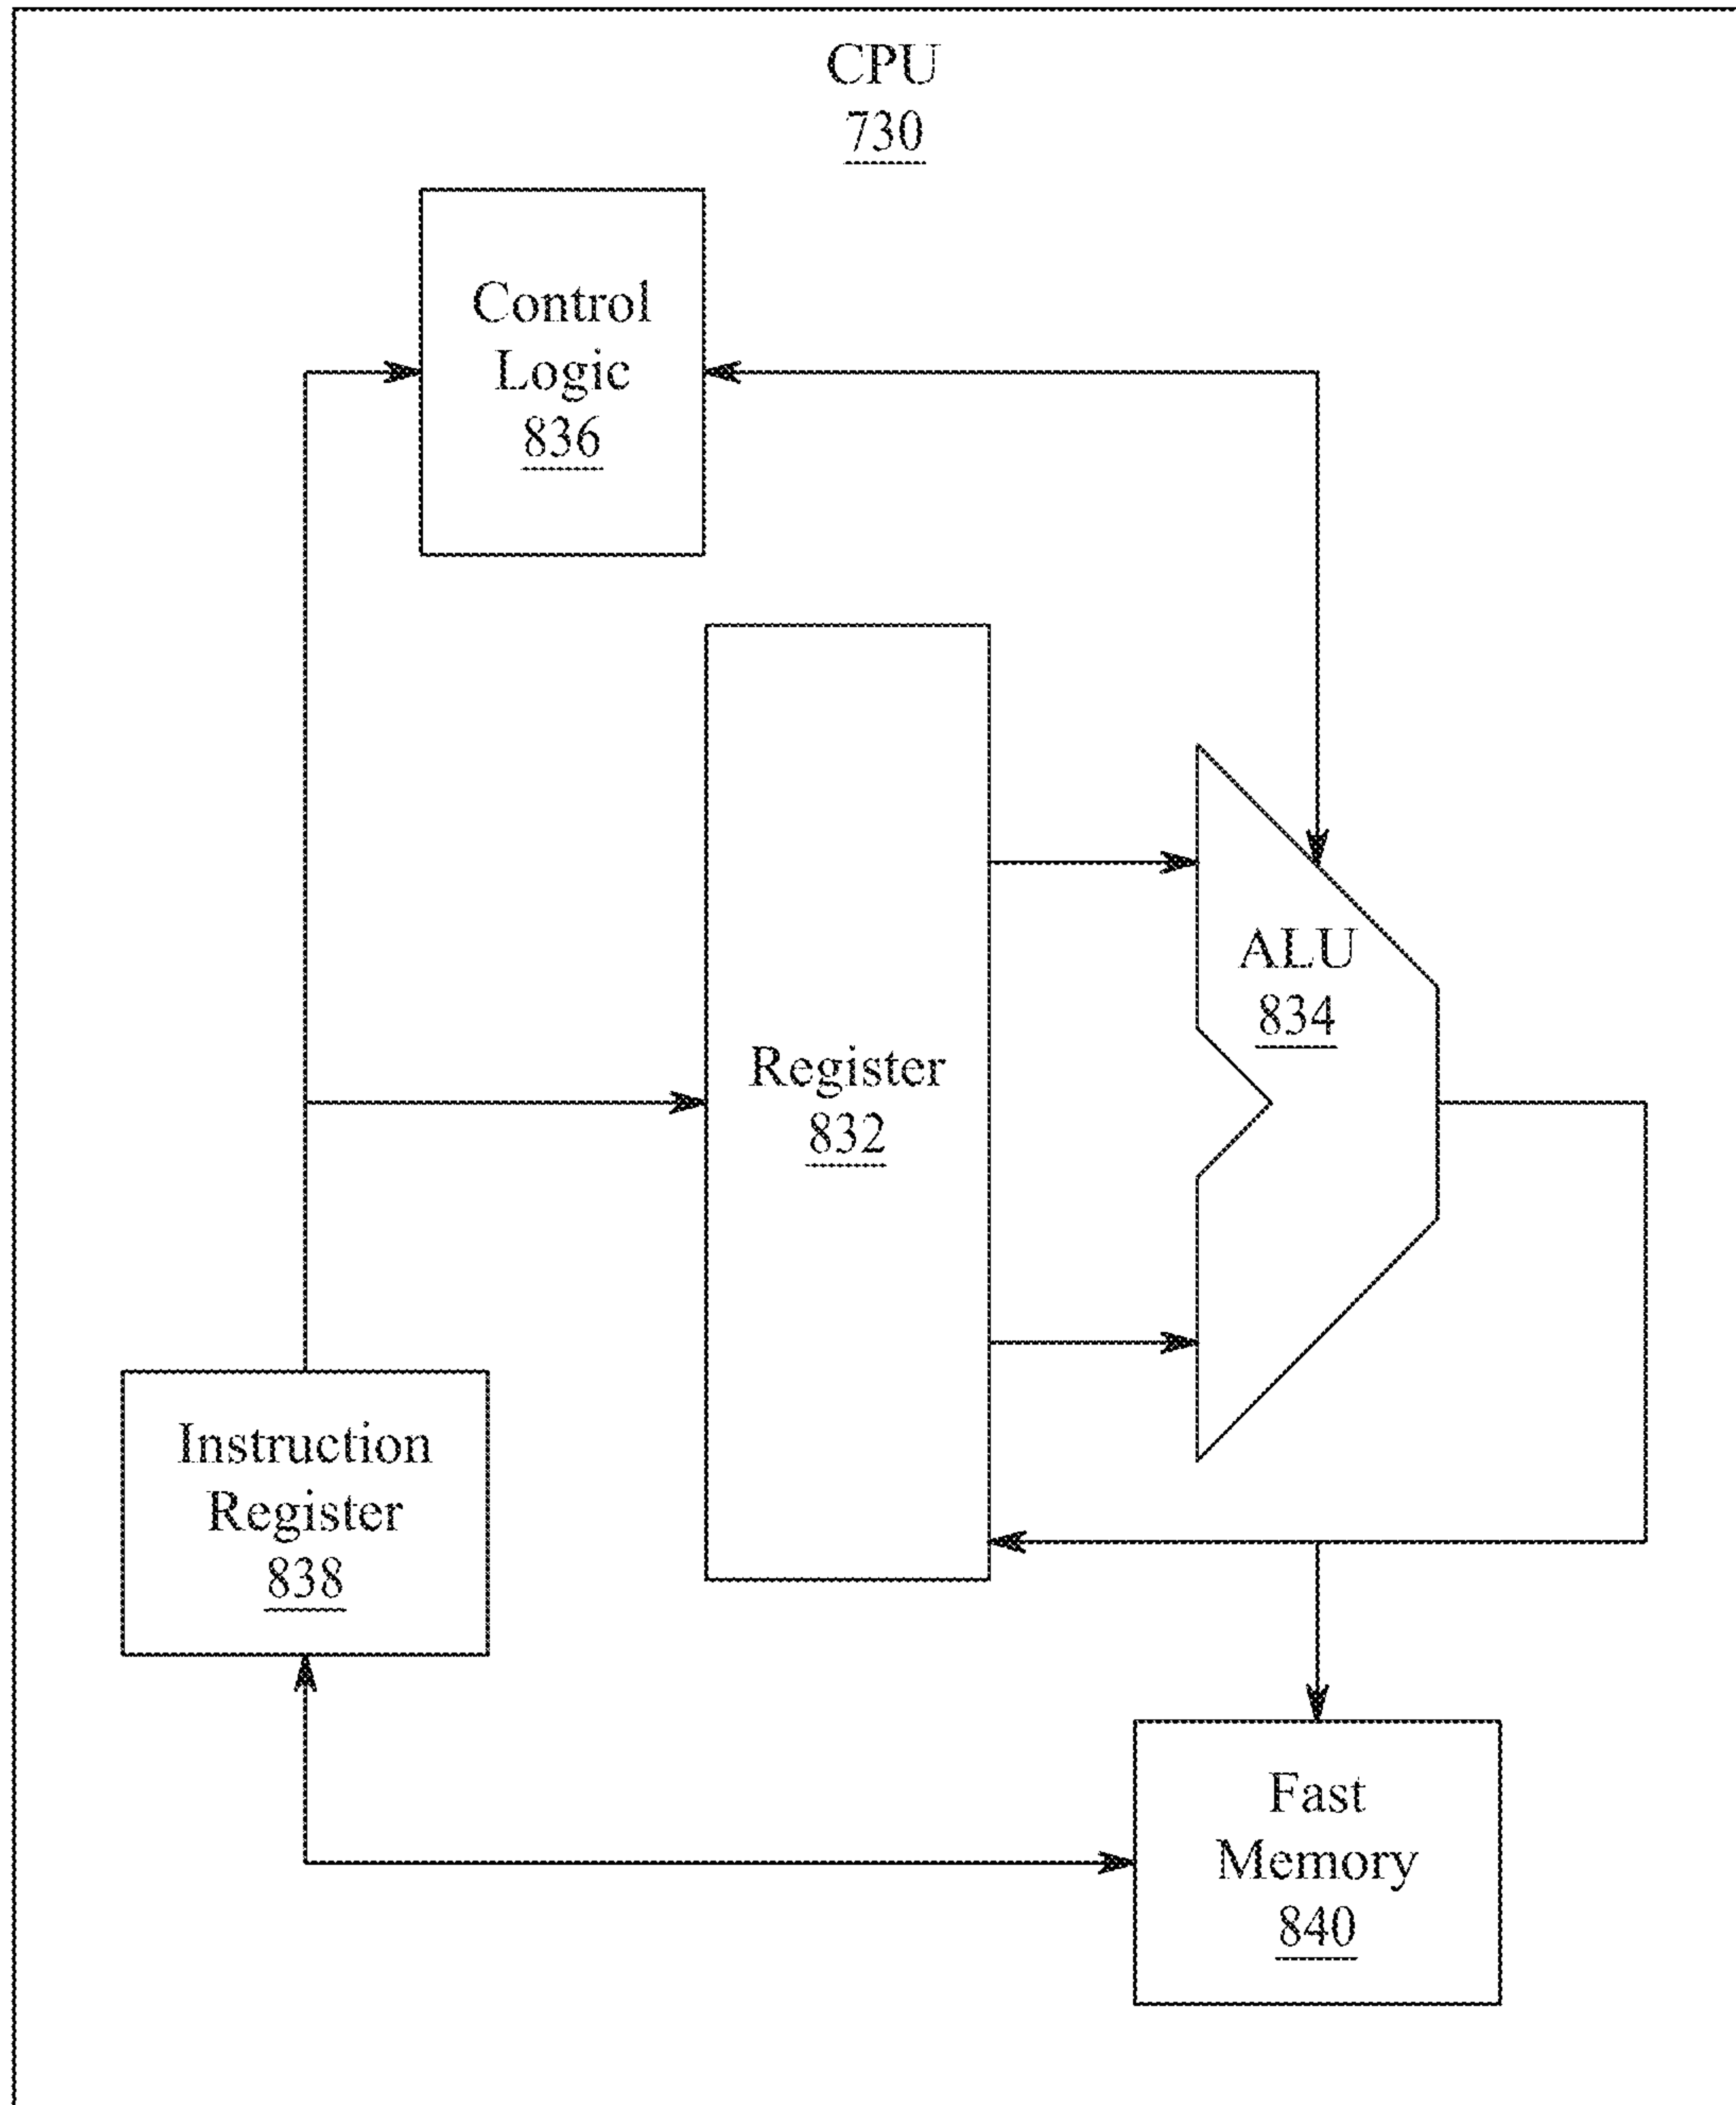 CPU
730
Control
Logic
836
ALU
834
Register
832
Instruction
Register
838
Fast
Memory
840